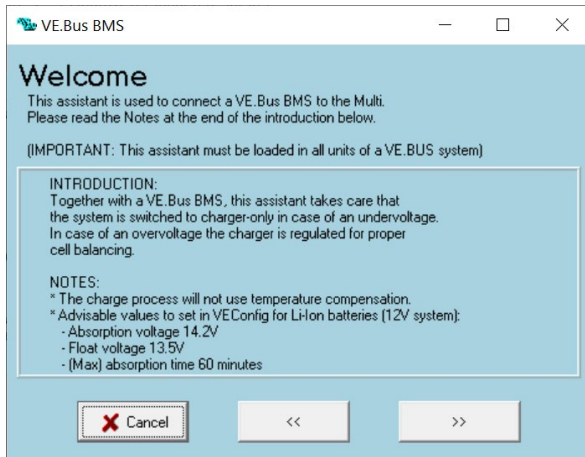 VE.Bus BMS
Welcome
This assistant is used to connect a VE.Bus BMS to the Multi.
Please read the Notes at the end of the introduction below.
(IMPORTANT: This assistant must be loaded in all units of a VE.BUS system)
INTRODUCTION:
Together with a VE.Bus BMS, this assistant takes care that
the system is switched to charger-only in case of an undervoltage.
In case of an overvoltage the charger is regulated for proper
cell balancing.
NOTES:
* The charge process will not use temperature compensation.
* Advisable values to set in VEConfig for Li-Ion batteries (12V system):
- Absorption voltage 14.2V
- Float voltage 13.5V
- (Max) absorption time 60 minutes
Cancel
<<
>>